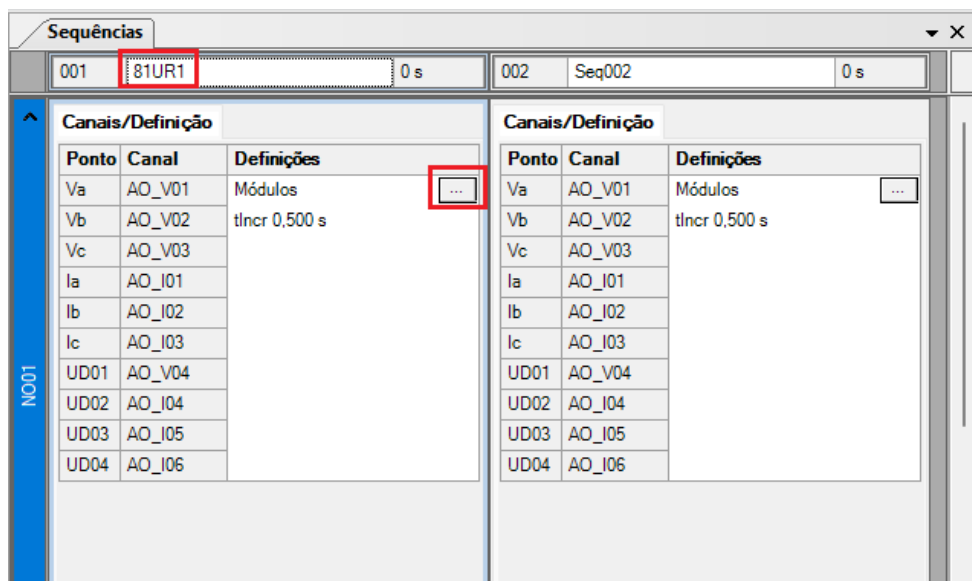 Sequências
001 81UR1 0 s 002 Seq002 0 s
Canais/Definição Canais/Definição
Ponto Canal Definições Ponto Canal Definições
Va AO_V01 Módulos ... Va AO_V01 Módulos ...
Vb AO_V02 tIncr 0,500 s Vb AO_V02 tIncr 0,500 s
Vc AO_V03 Vc AO_V03
Ia AO_I01 Ia AO_I01
Ib AO_I02 Ib AO_I02
Ic AO_I03 Ic AO_I03
UD01 AO_V04 UD01 AO_V04
UD02 AO_I04 UD02 AO_I04
UD03 AO_I05 UD03 AO_I05
UD04 AO_I06 UD04 AO_I06
NO01